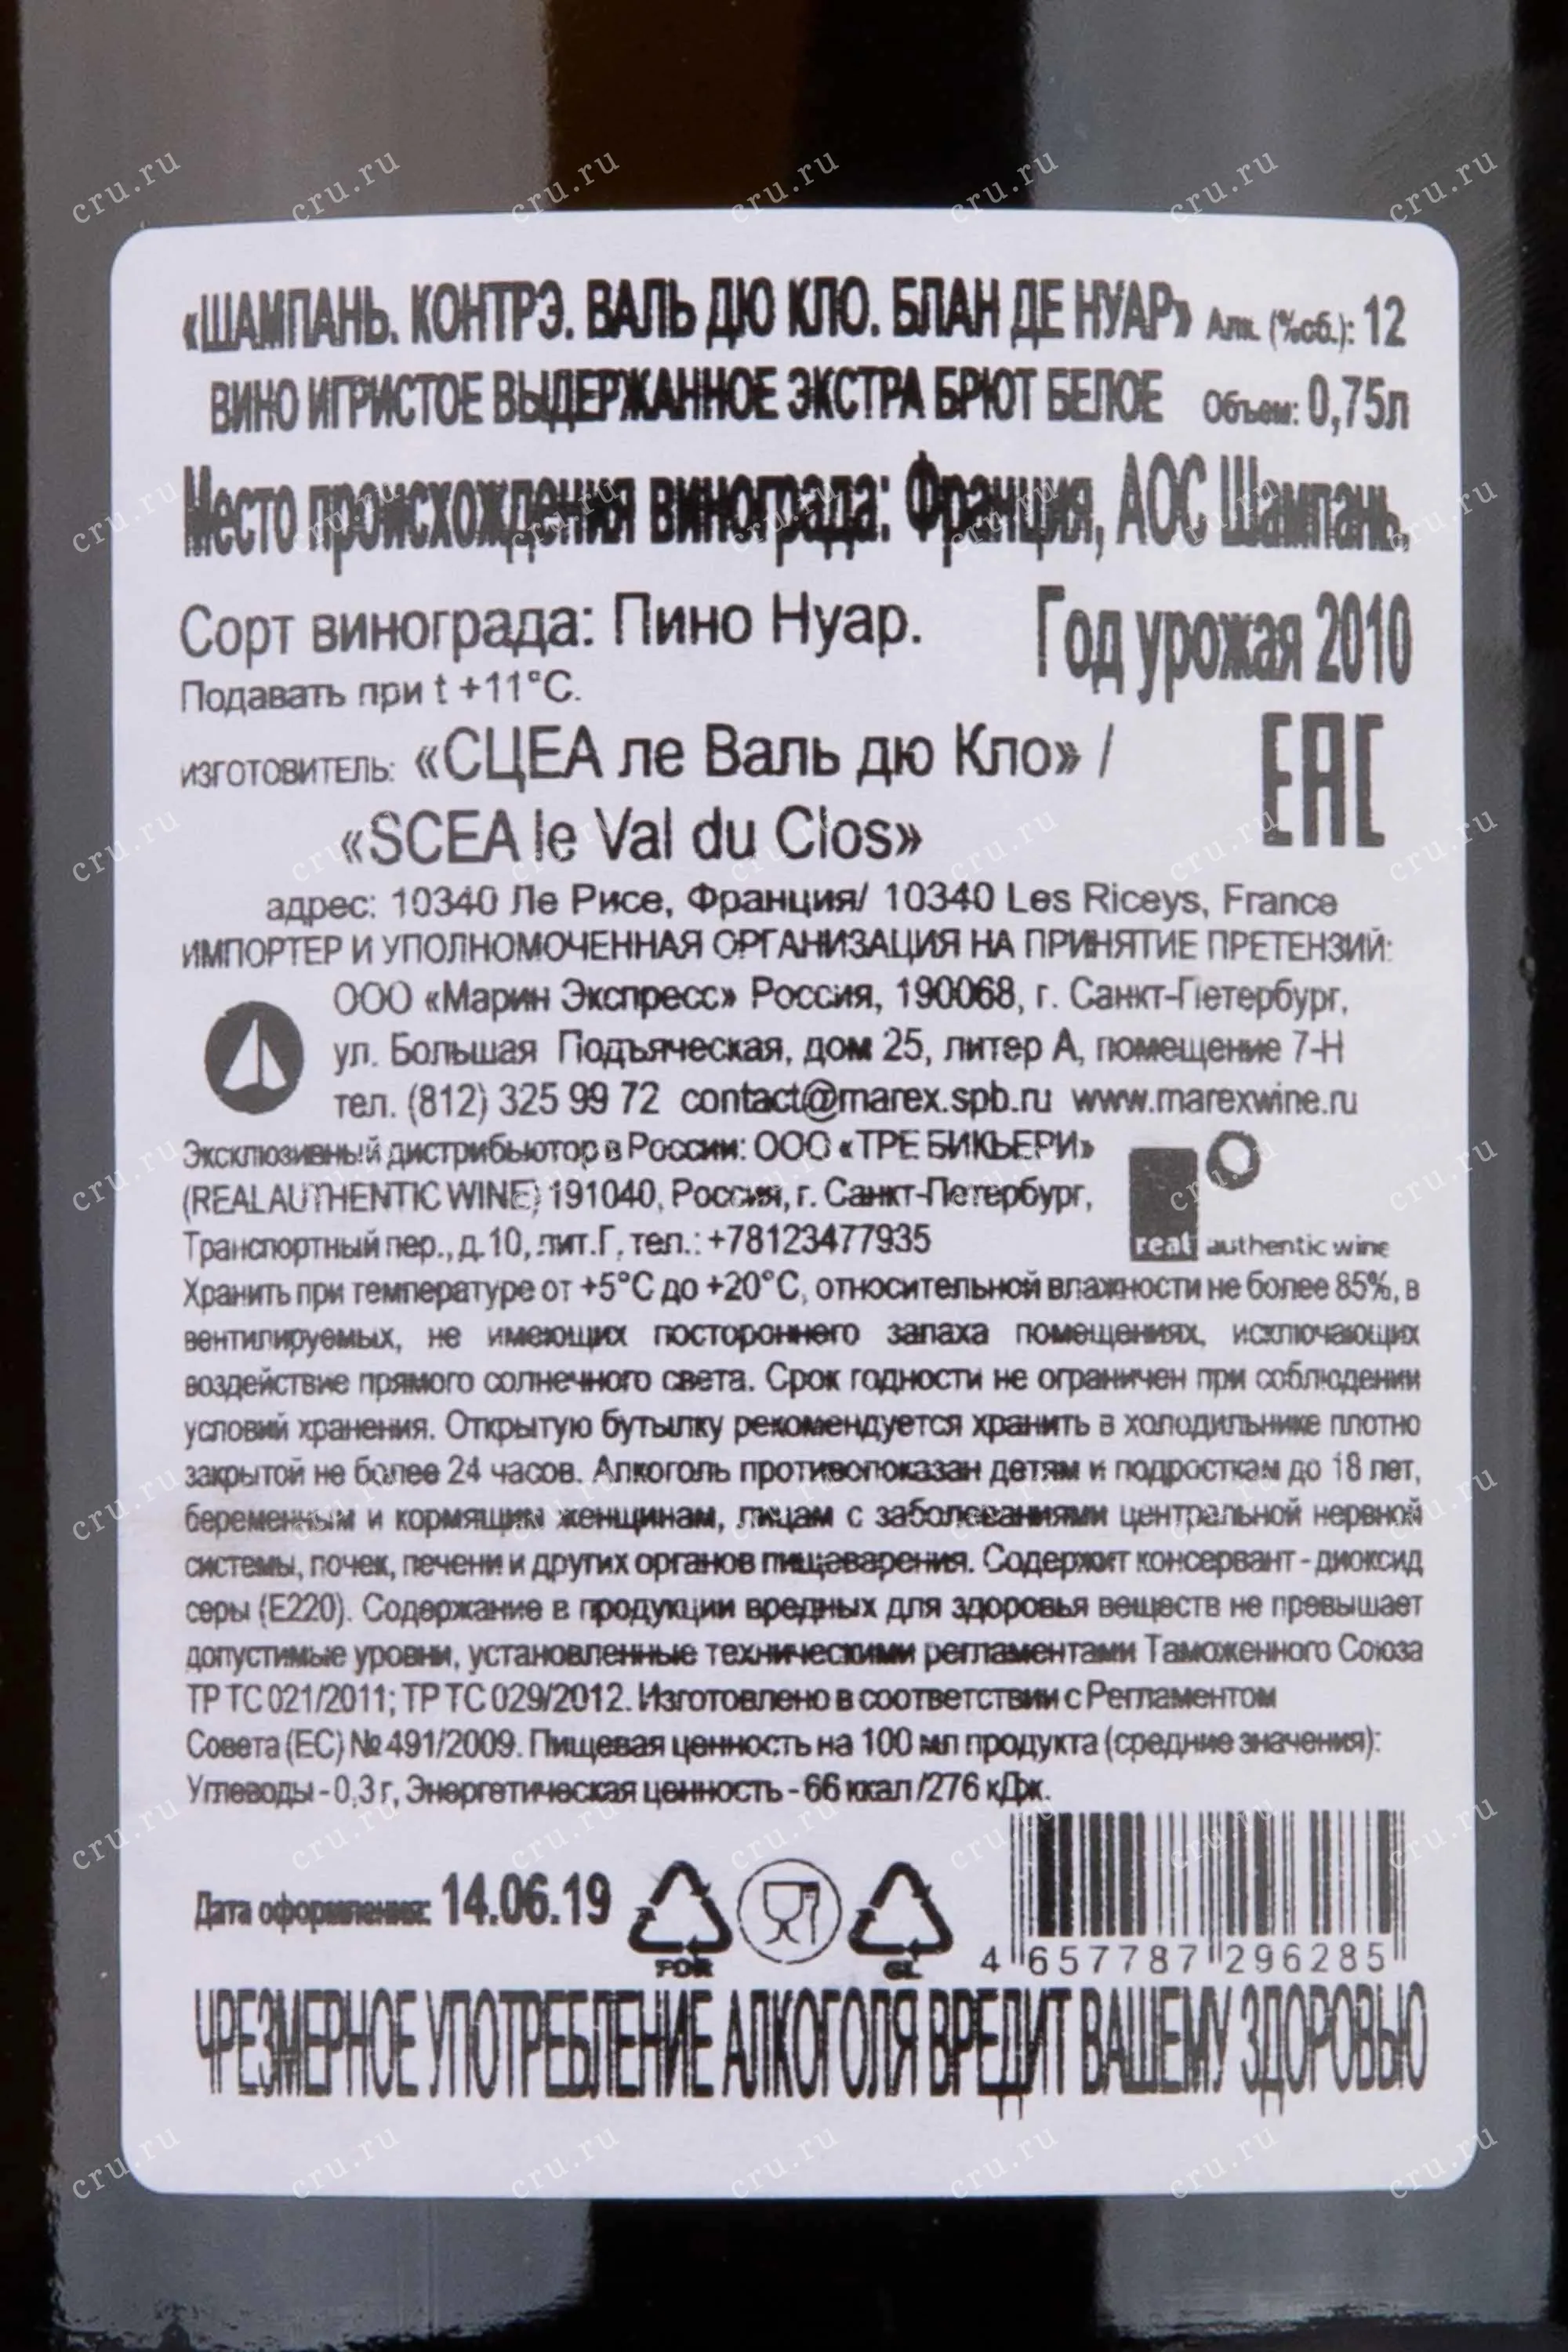 «ШАМПАНЬ. КОНТРЭ. ВАЛЬ ДЮ КЛО. БЛАН ДЕ НУАР» Алк. (%об.): 12
ВИНО ИГРИСТОЕ ВЫДЕРЖАННОЕ ЭКСТРА БРЮТ БЕЛОЕ Объем: 0,75л
Место происхождения винограда: Франция, АОС Шампань.
Сорт винограда: Пино Нуар. Год урожая 2010
Подавать при t +11°C.
ИЗГОТОВИТЕЛЬ: «СЦЕА ле Валь дю Кло» /
«SCEA le Val du Clos»
EAC
адрес: 10340 Ле Рисе, Франция/ 10340 Les Riceys, France
ИМПОРТЕР И УПОЛНОМОЧЕННАЯ ОРГАНИЗАЦИЯ НА ПРИНЯТИЕ ПРЕТЕНЗИЙ:
ООО «Марин Экспресс» Россия, 190068, г. Санкт-Петербург,
ул. Большая Подъяческая, дом 25, литер А, помещение 7-Н
тел. (812) 325 99 72 contact@marex.spb.ru www.marexwine.ru
Эксклюзивный дистрибьютор в России: ООО «ТРЕ БИКЬЕРИ»
(REAL AUTHENTIC WINE) 191040, Россия, г. Санкт-Петербург,
Транспортный пер., д.10, лит.Г, тел.: +78123477935
real authentic wine
Хранить при температуре от +5°C до +20°C, относительной влажности не более 85%, в
вентилируемых, не имеющих постороннего запаха помещениях, исключающих
воздействие прямого солнечного света. Срок годности не ограничен при соблюдении
условий хранения. Открытую бутылку рекомендуется хранить в холодильнике плотно
закрытой не более 24 часов. Алкоголь противопоказан детям и подросткам до 18 лет,
беременным и кормящим женщинам, лицам с заболеваниями центральной нервной
системы, почек, печени и других органов пищеварения. Содержит консервант - диоксид
серы (Е220). Содержание в продукции вредных для здоровья веществ не превышает
допустимые уровни, установленные техническими регламентами Таможенного Союза
ТР ТС 021/2011; ТР ТС 029/2012. Изготовлено в соответствии с Регламентом
Совета (ЕС) № 491/2009. Пищевая ценность на 100 мл продукта (средние значения):
Углеводы - 0,3 г, Энергетическая ценность - 66 ккал /276 кДж.
Дата оформления: 14.06.19
FOR
GL
4 657787 296285
ЧРЕЗМЕРНОЕ УПОТРЕБЛЕНИЕ АЛКОГОЛЯ ВРЕДИТ ВАШЕМУ ЗДОРОВЬЮ
cru.ru